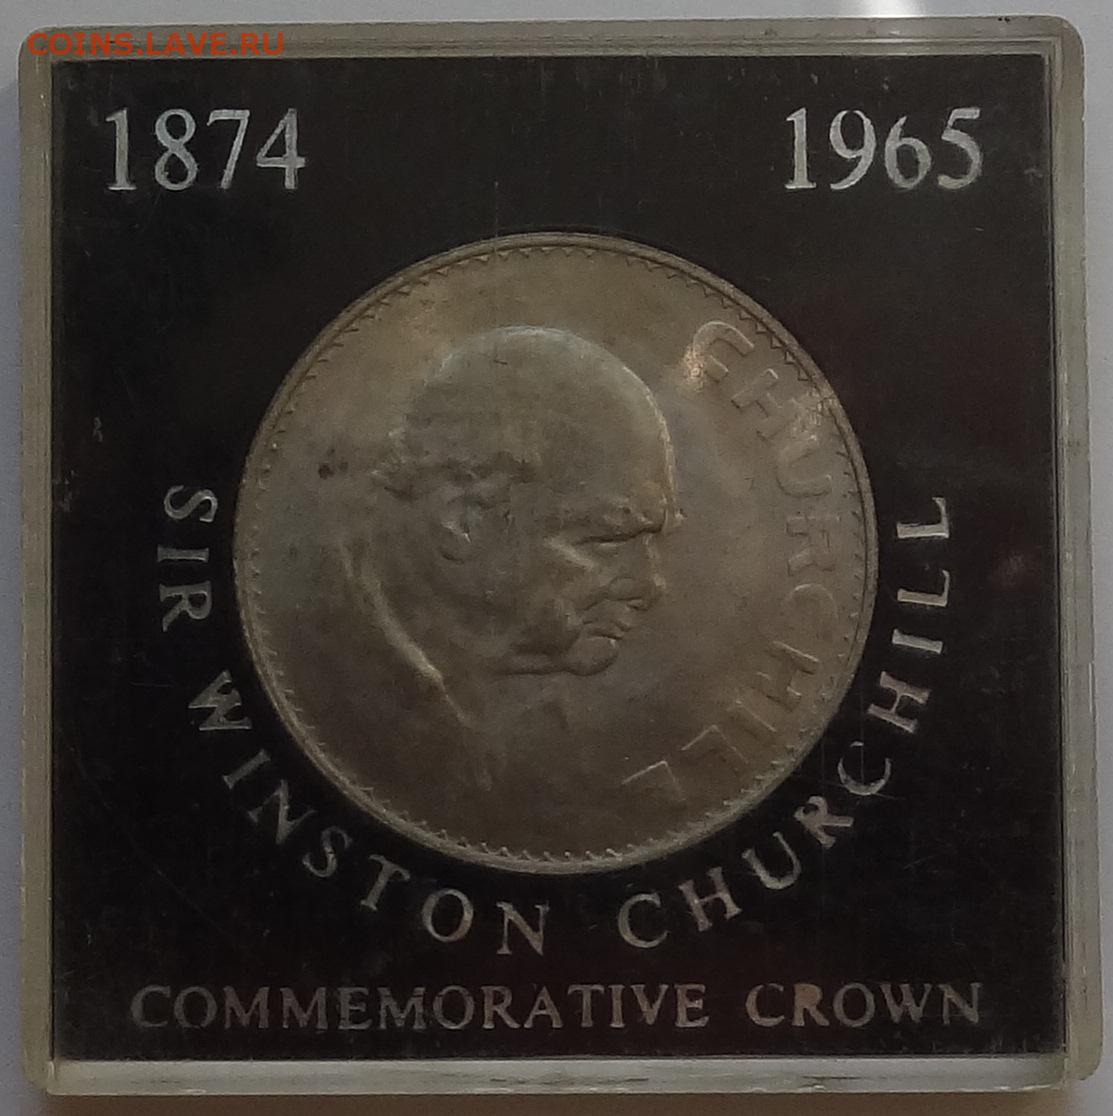 COINS.LAVE.RU
1874 1965
CHURCHILL
SIR WINSTON CHURCHILL
COMMEMORATIVE CROWN